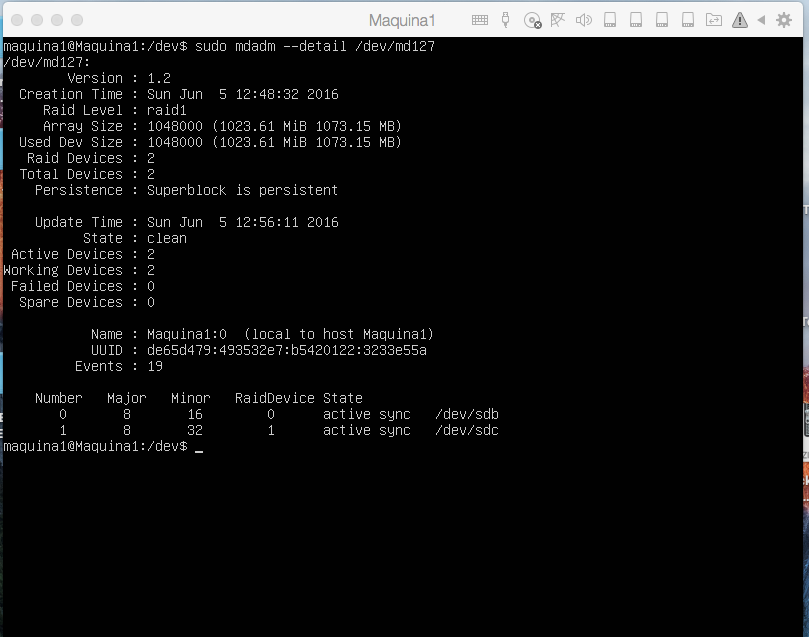 Maquina1
maquina1@Maquina1:/dev$ sudo mdadm --detail /dev/md127
/dev/md127:
        Version : 1.2
  Creation Time : Sun Jun  5 12:48:32 2016
     Raid Level : raid1
     Array Size : 1048000 (1023.61 MiB 1073.15 MB)
  Used Dev Size : 1048000 (1023.61 MiB 1073.15 MB)
   Raid Devices : 2
  Total Devices : 2
    Persistence : Superblock is persistent

    Update Time : Sun Jun  5 12:56:11 2016
          State : clean
 Active Devices : 2
Working Devices : 2
 Failed Devices : 0
  Spare Devices : 0

           Name : Maquina1:0  (local to host Maquina1)
           UUID : de65d479:493532e7:b5420122:3233e55a
         Events : 19

    Number   Major   Minor   RaidDevice State
       0       8       16        0      active sync   /dev/sdb
       1       8       32        1      active sync   /dev/sdc
maquina1@Maquina1:/dev$ _